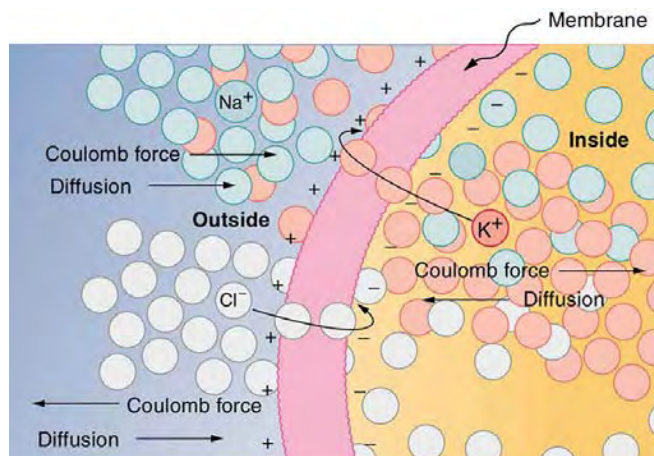 Membrane
Na+
Inside
Coulomb force
Diffusion
Outside
K+
Coulomb force
Cl−
Diffusion
Coulomb force
Diffusion